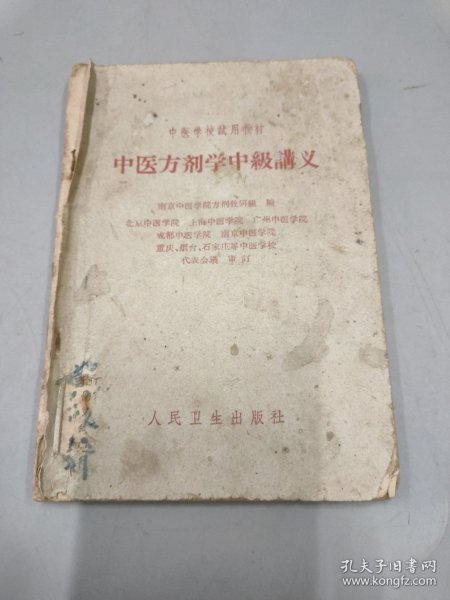 中医学校試用教材
中医方剂学中級講义
南京中医学院方剂教研組 編
北京中医学院 上海中医学院 广州中医学院
成都中医学院 南京中医学院
重庆、烟台、石家庄等中医学校
代表会議 审訂
人民卫生出版社
孔夫子旧书网
www.kongfz.com